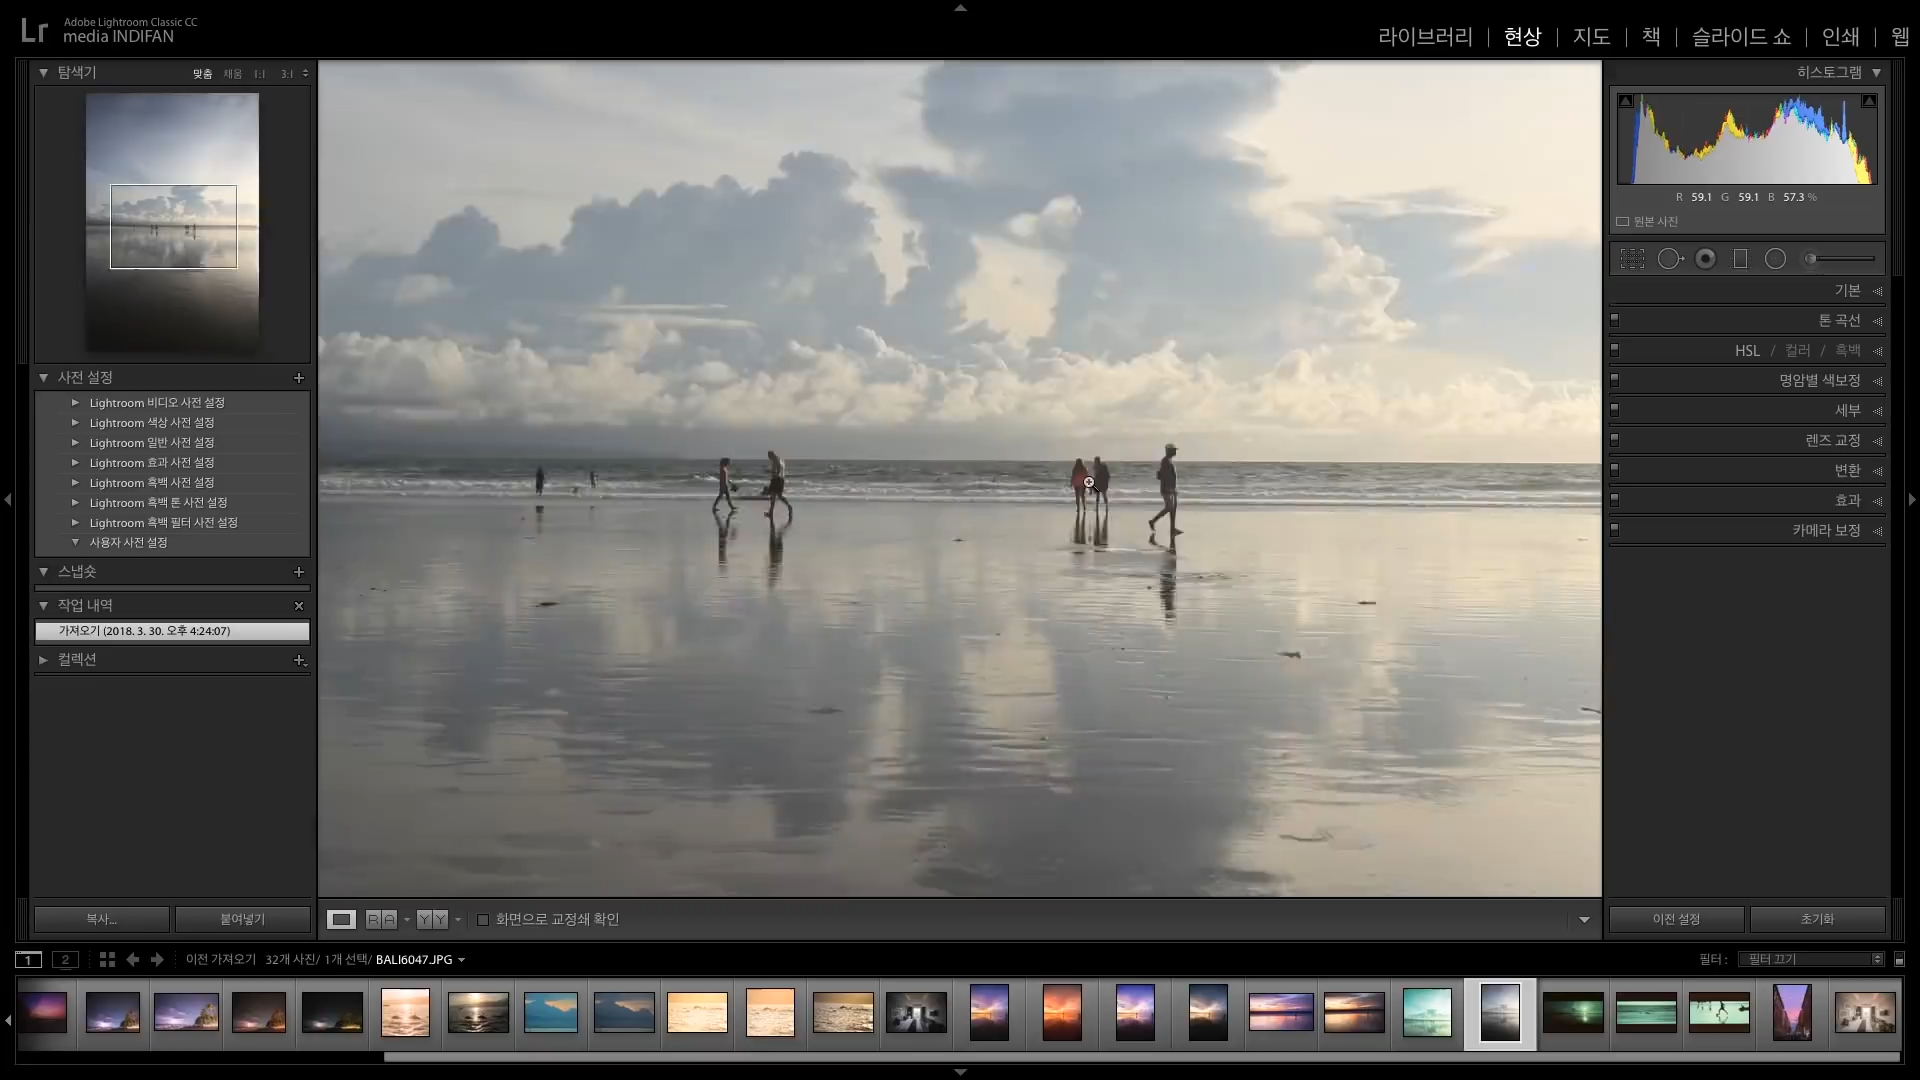 Lr Adobe Lightroom Classic CC
media INDIFAN
라이브러리 | 현상 | 지도 | 책 | 슬라이드 쇼 | 인쇄 | 웹
탐색기 맞춤 채움 1:1 3:1
사전 설정
Lightroom 비디오 사전 설정
Lightroom 색상 사전 설정
Lightroom 일반 사전 설정
Lightroom 효과 사전 설정
Lightroom 흑백 사전 설정
Lightroom 흑백 톤 사전 설정
Lightroom 흑백 필터 사전 설정
사용자 사전 설정
스냅숏
작업 내역
가져오기 (2018. 3. 30. 오후 4:24:07)
컬렉션
복사... 붙여넣기
R A Y Y 화면으로 교정쇄 확인
히스토그램
R 59.1 G 59.1 B 57.3 %
원본 사진
기본
톤 곡선
HSL / 컬러 / 흑백
명암별 색보정
세부
렌즈 교정
변환
효과
카메라 보정
이전 설정 초기화
1 2 이전 가져오기 32개 사진/ 1개 선택/ BALI6047.JPG
필터 : 필터 끄기